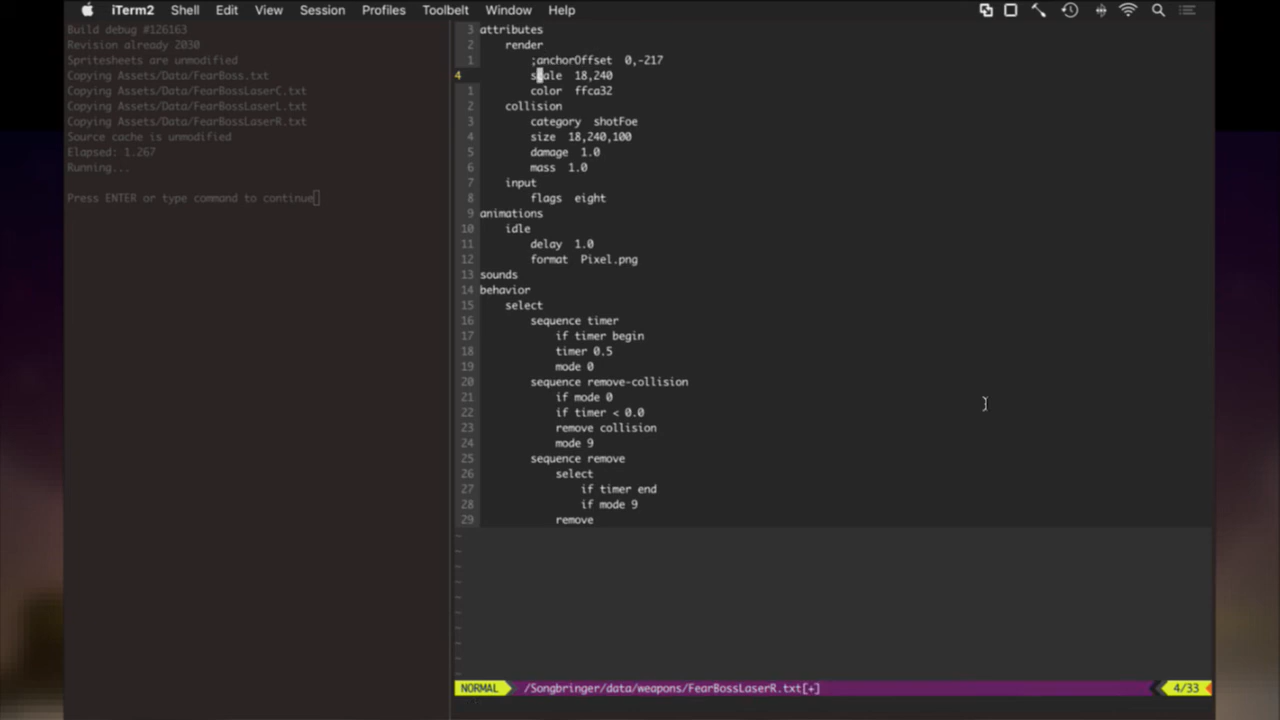 iTerm2 Shell Edit View Session Profiles Toolbelt Window Help
Build debug #126163
Revision already 2030
Spritesheets are unmodified
Copying Assets/Data/FearBoss.txt
Copying Assets/Data/FearBossLaserC.txt
Copying Assets/Data/FearBossLaserL.txt
Copying Assets/Data/FearBossLaserR.txt
Source cache is unmodified
Elapsed: 1.267
Running...
Press ENTER or type command to continue
3 attributes
2 render
1 ;anchorOffset 0,-217
4 scale 18,240
1 color ffca32
2 collision
3 category shotFoe
4 size 18,240,100
5 damage 1.0
6 mass 1.0
7 input
8 flags eight
9 animations
10 idle
11 delay 1.0
12 format Pixel.png
13 sounds
14 behavior
15 select
16 sequence timer
17 if timer begin
18 timer 0.5
19 mode 0
20 sequence remove-collision
21 if mode 0
22 if timer < 0.0
23 remove collision
24 mode 9
25 sequence remove
26 select
27 if timer end
28 if mode 9
29 remove
~
~
~
~
~
~
~
~
~
~
NORMAL /Songbringer/data/weapons/FearBossLaserR.txt[+] 4/33